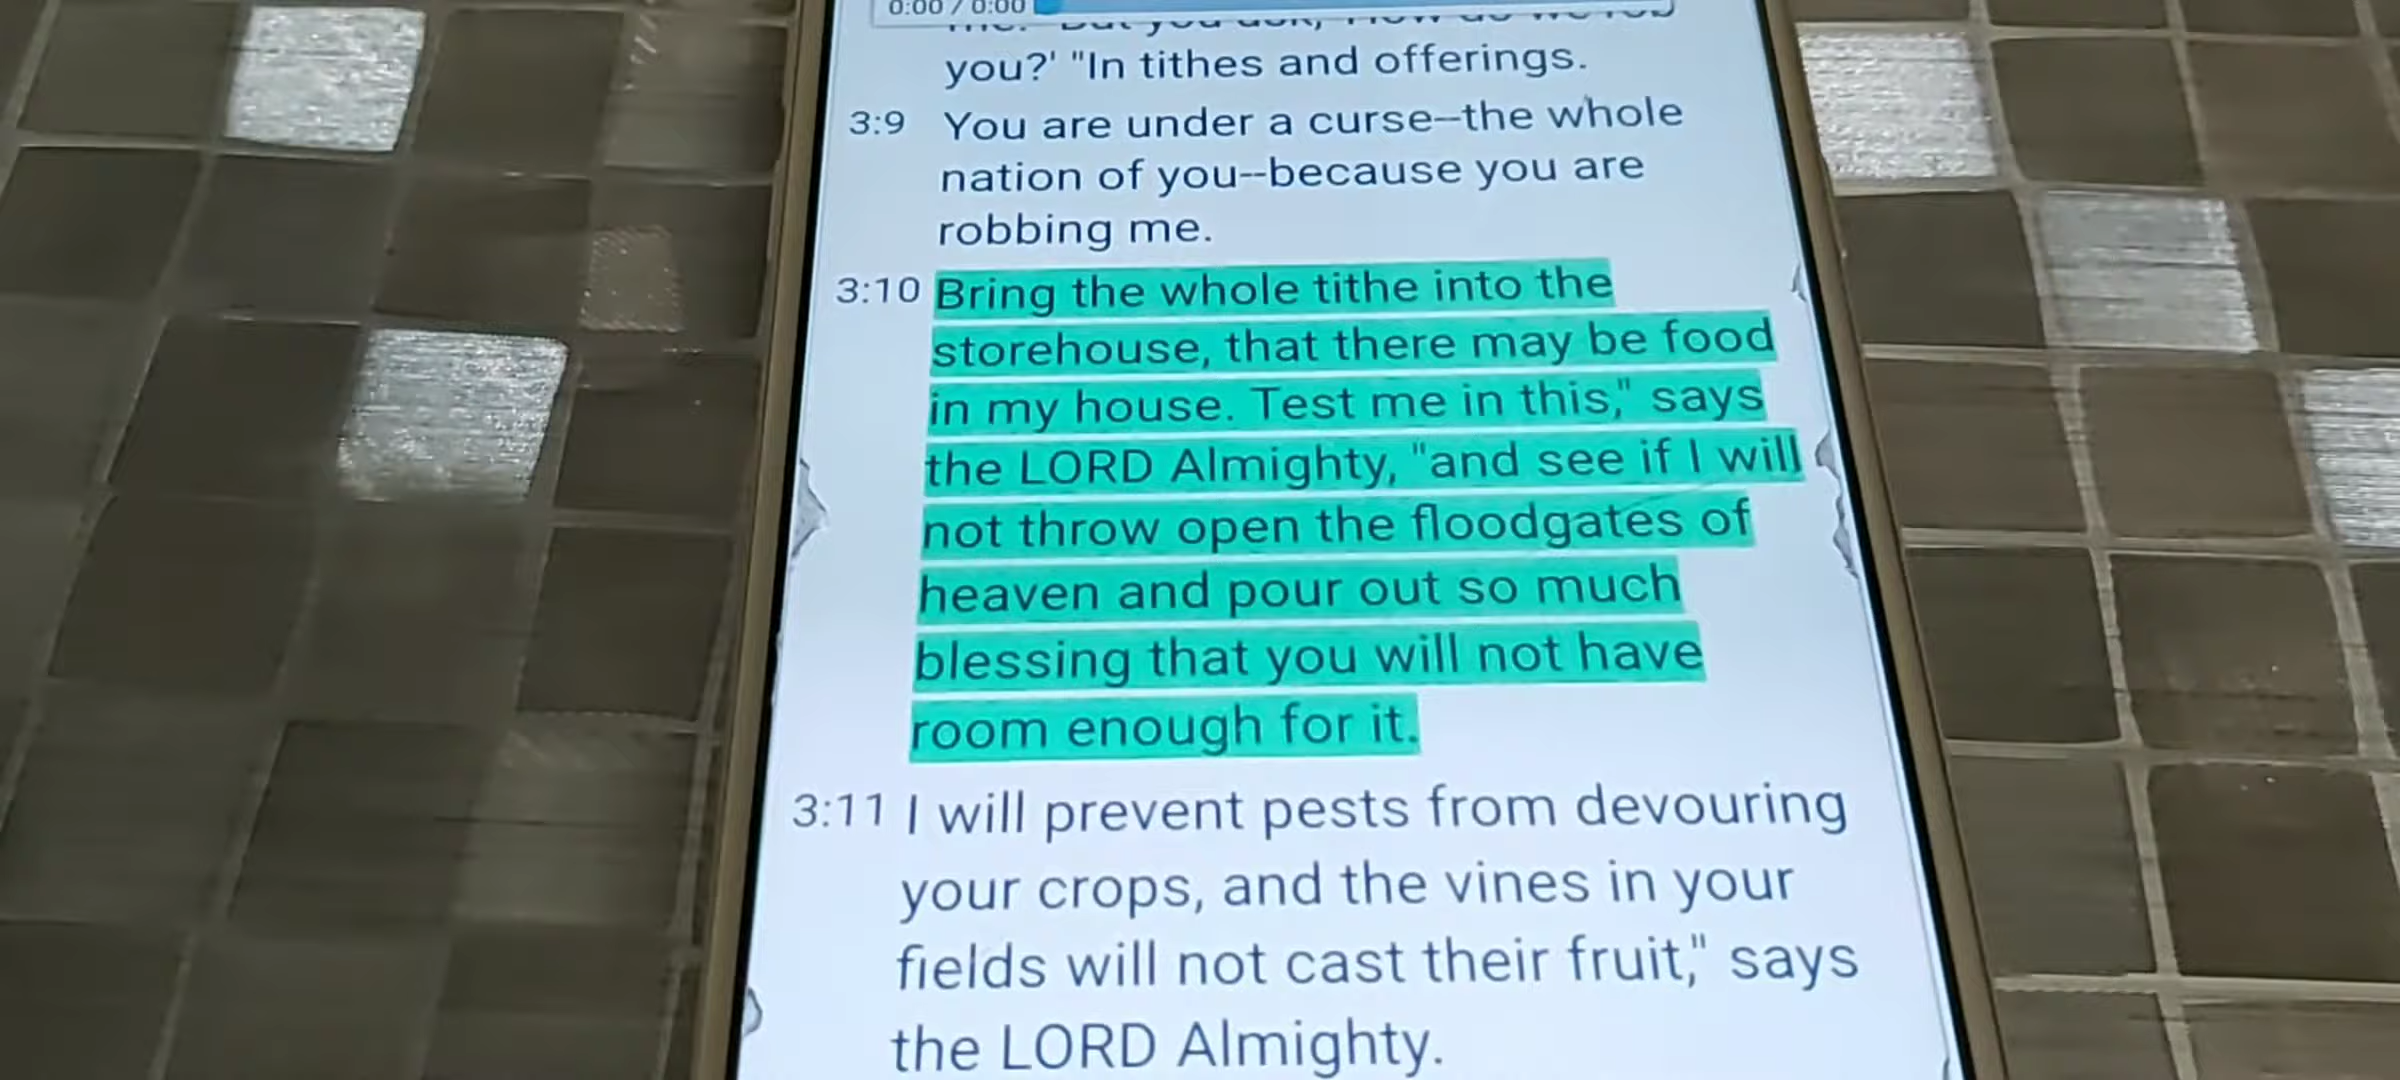 0:00 / 0:00
you?' "In tithes and offerings.
3:9 You are under a curse--the whole
nation of you--because you are
robbing me.
3:10 Bring the whole tithe into the
storehouse, that there may be food
in my house. Test me in this," says
the LORD Almighty, "and see if I will
not throw open the floodgates of
heaven and pour out so much
blessing that you will not have
room enough for it.
3:11 I will prevent pests from devouring
your crops, and the vines in your
fields will not cast their fruit," says
the LORD Almighty.